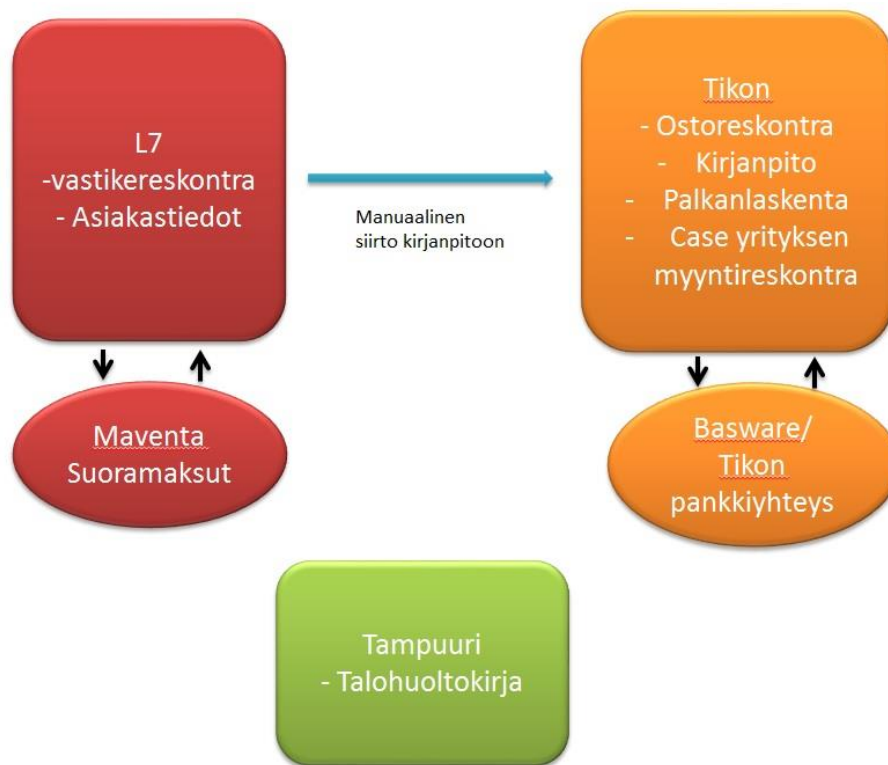 L7
-vastikereskontra
- Asiakastiedot
Manuaalinen
siirto kirjanpitoon
Tikon
- Ostoreskontra
- Kirjanpito
- Palkanlaskenta
- Case yrityksen
myyntireskontra
Maventa
Suoramaksut
Basware/
Tikon
pankkiyhteys
Tampuuri
- Talohuoltokirja